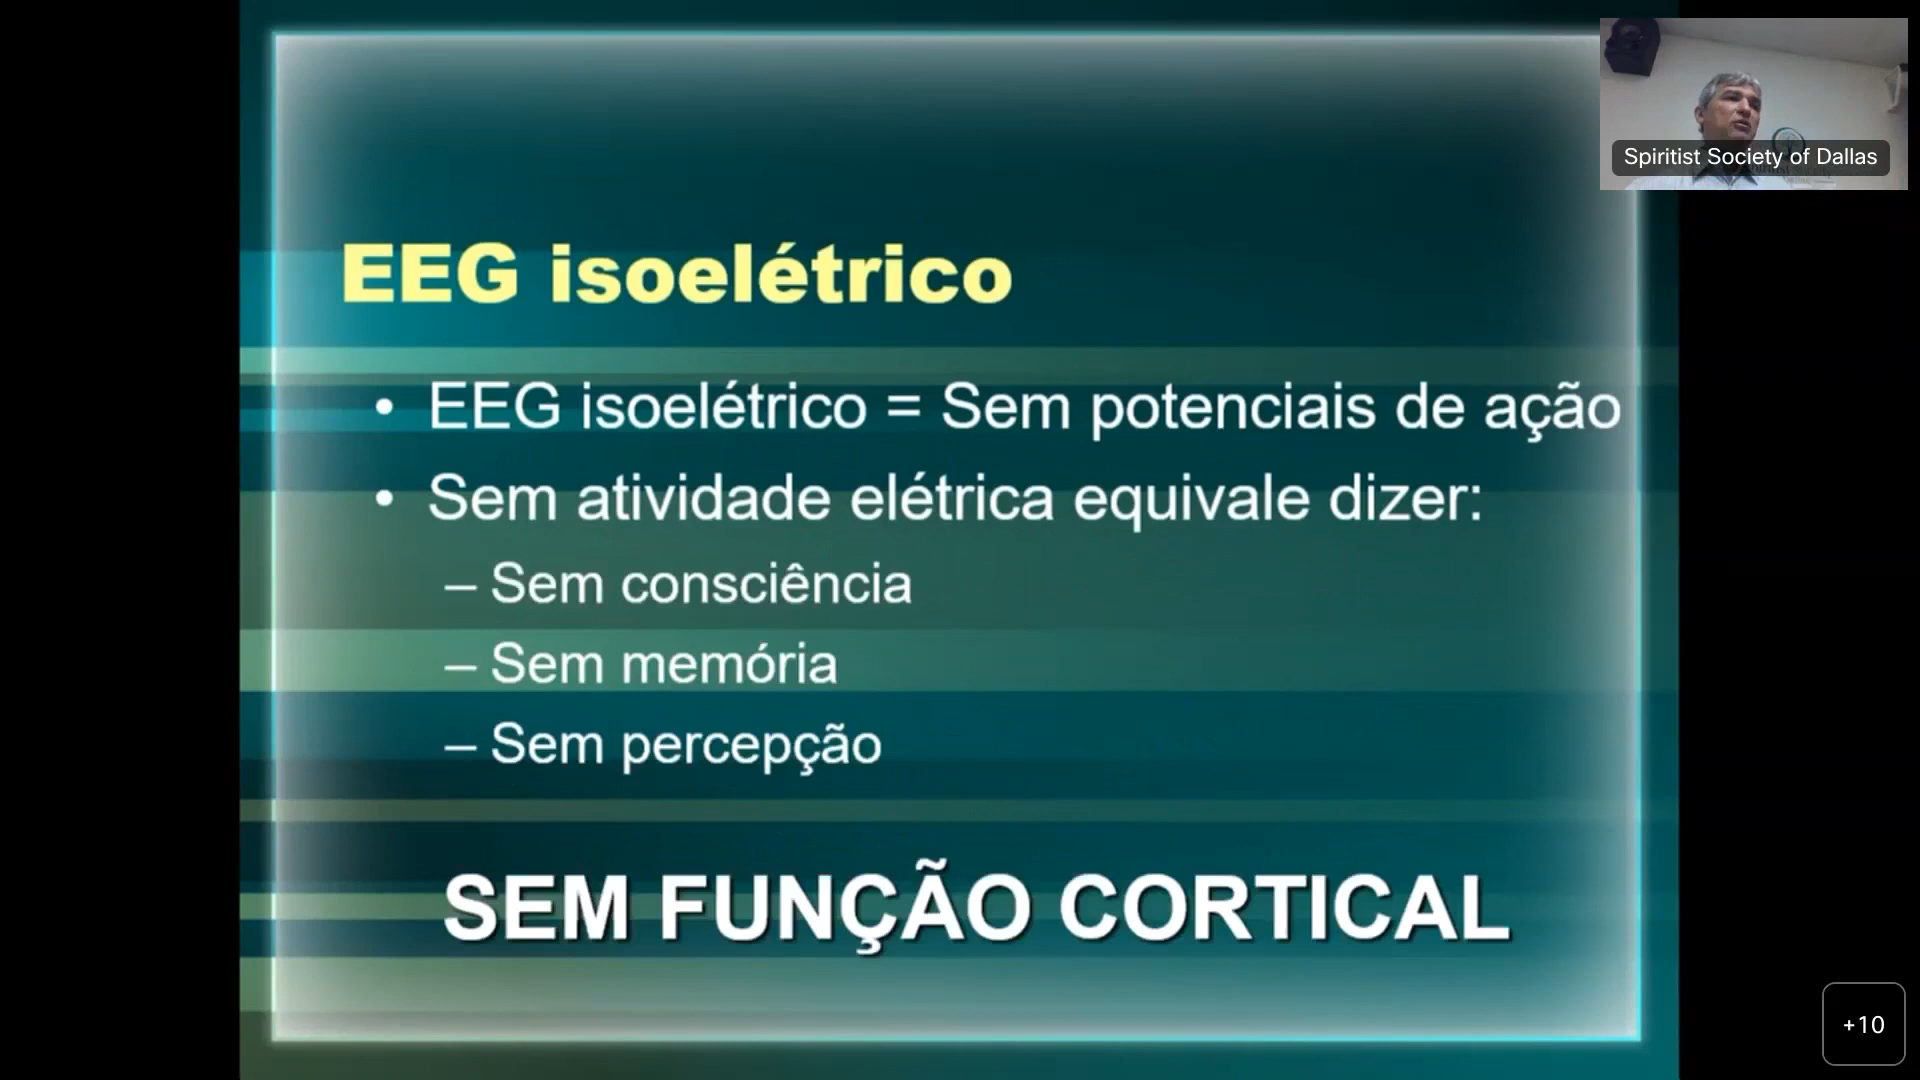 Spiritist Society of Dallas
EEG isoelétrico
• EEG isoelétrico = Sem potenciais de ação
• Sem atividade elétrica equivale dizer:
– Sem consciência
– Sem memória
– Sem percepção
SEM FUNÇÃO CORTICAL
+10